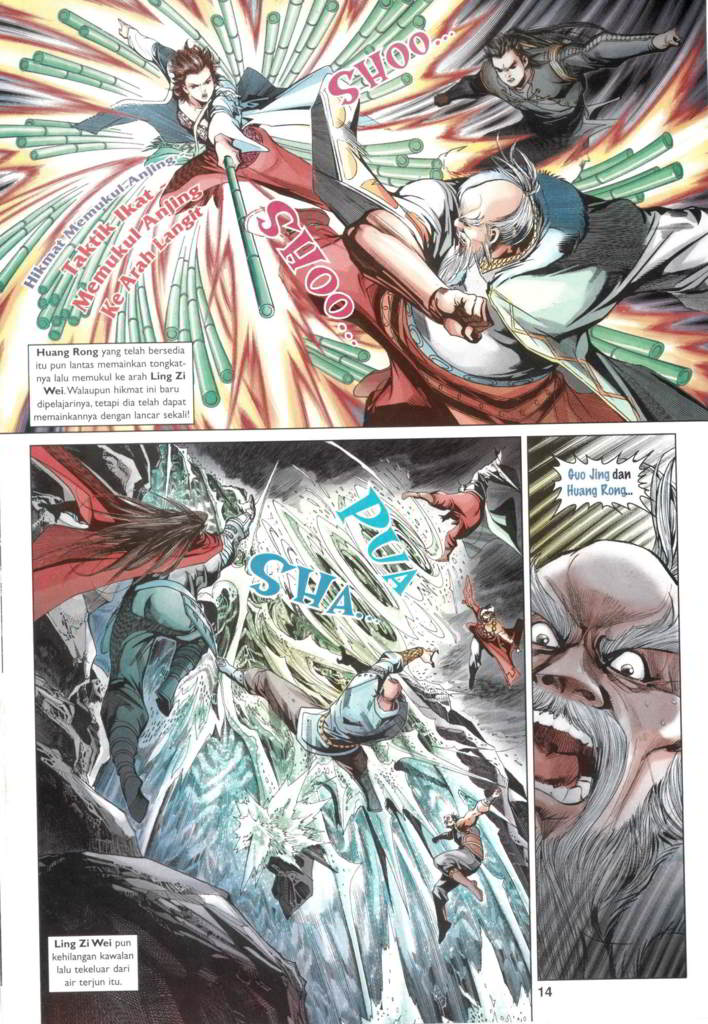 SHOO...
Hikmat Memukul Anjing
Taktik Ikat
Memukul Anjing
Ke Arah Langit
SHOO...
Huang Rong yang telah bersedia
itu pun lantas memainkan tongkat-
nya lalu memukul ke arah Ling Zi
Wei. Walaupun hikmat ini baru
dipelajarinya, tetapi dia telah dapat
memainkannya dengan lancar sekali!
PUA
SHA...
Guo Jing dan
Huang Rong...
Ling Zi Wei pun
kehilangan kawalan
lalu tekeluar dari
air terjun itu.
14